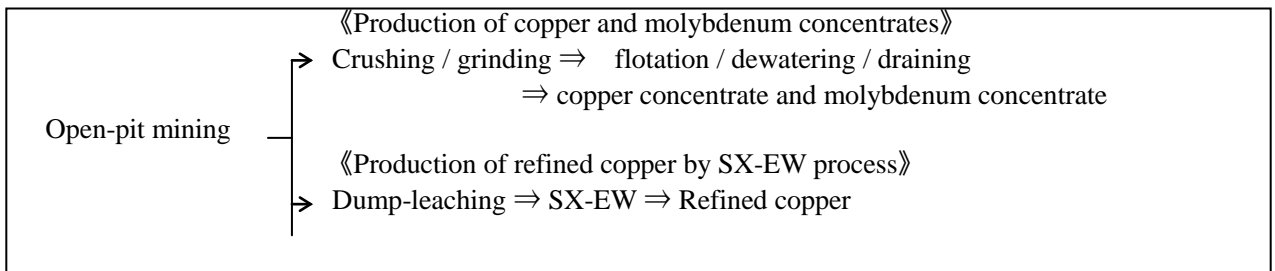 《Production of copper and molybdenum concentrates》
Crushing / grinding ⇒ flotation / dewatering / draining
⇒ copper concentrate and molybdenum concentrate
Open-pit mining
《Production of refined copper by SX-EW process》
Dump-leaching ⇒ SX-EW ⇒ Refined copper